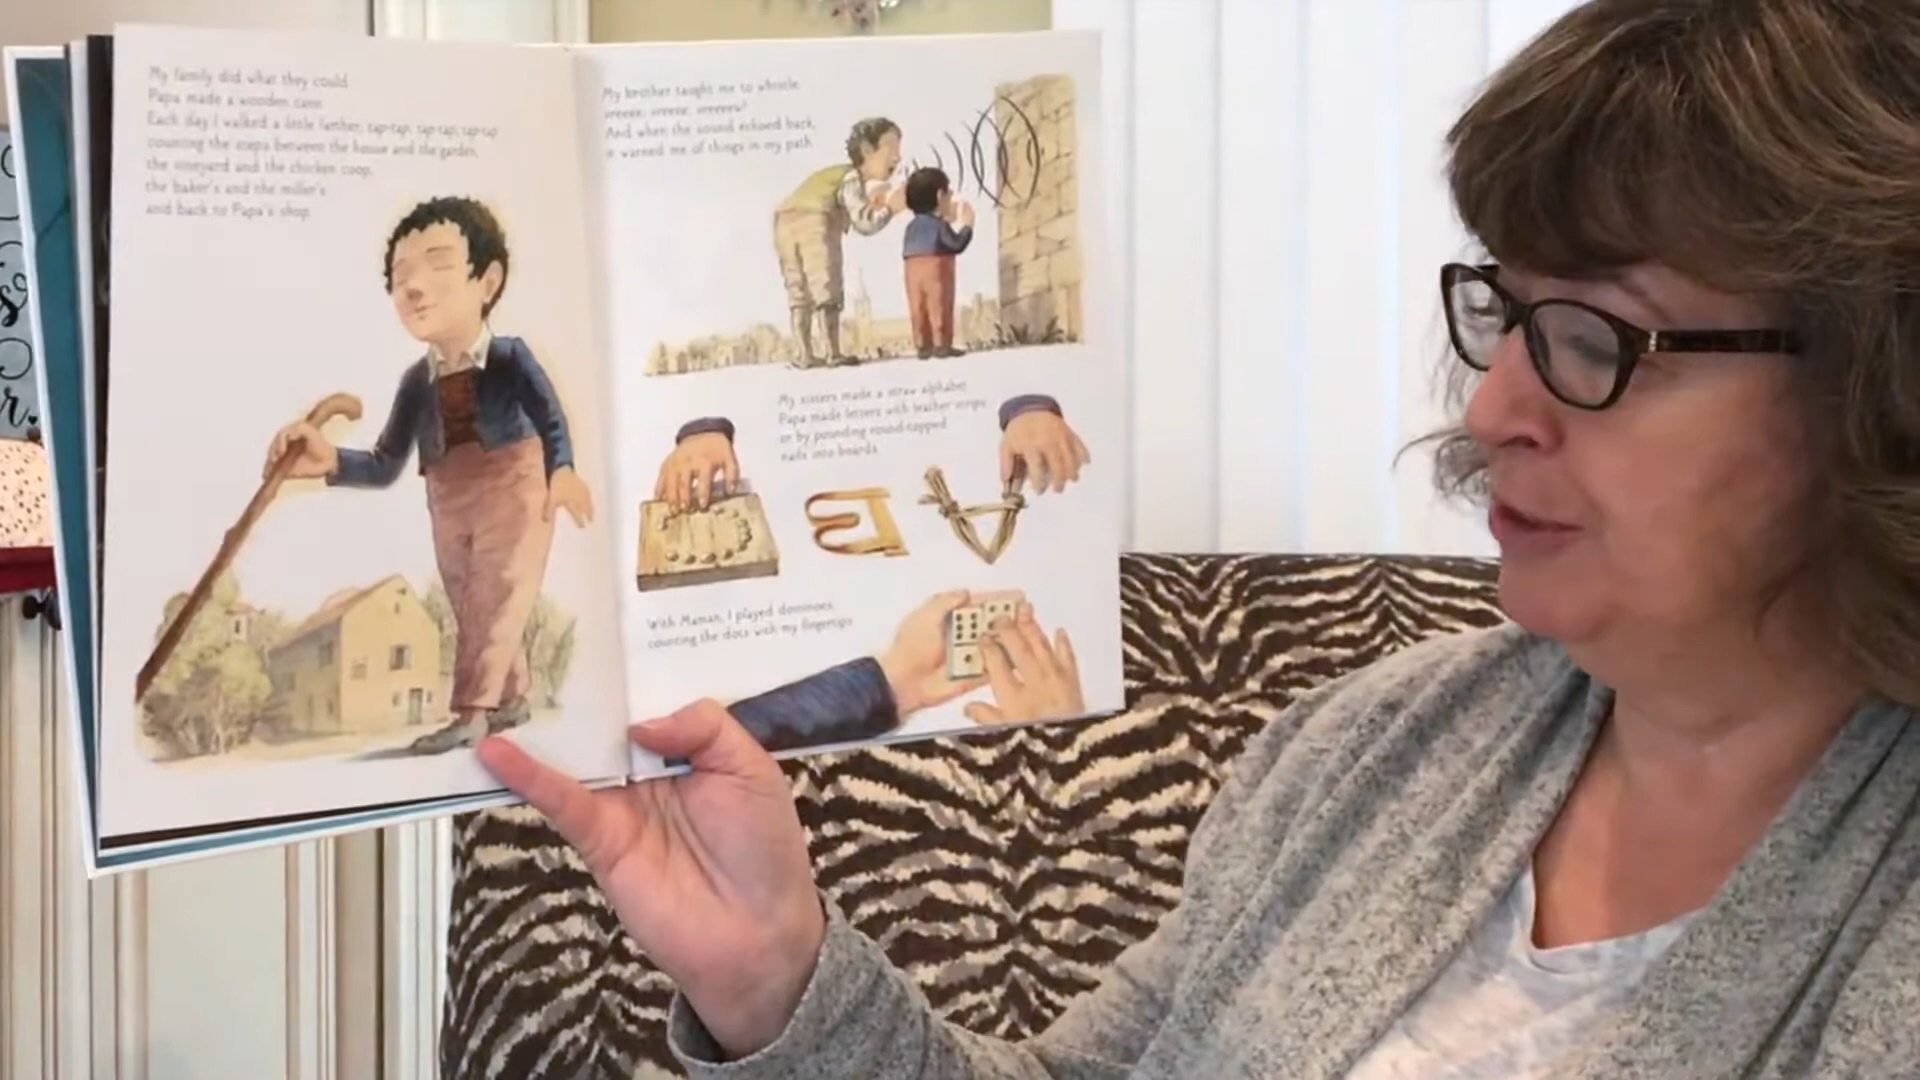 My family did what they could.
Papa made a wooden cane.
Each day I walked a little farther, tap-tap, tap-tap, tap-tap
counting the steps between the house and the garden,
the vineyard and the chicken coop,
the baker's and the miller's
and back to Papa's shop.
My brother taught me to whistle.
vreeee, vreeee, vreeeew!
And when the sound echoed back,
it warned me of things in my path.
My sisters made a straw alphabet.
Papa made letters with leather strips
or by pounding round-topped
nails into boards.
With Maman, I played dominoes,
counting the dots with my fingertips.